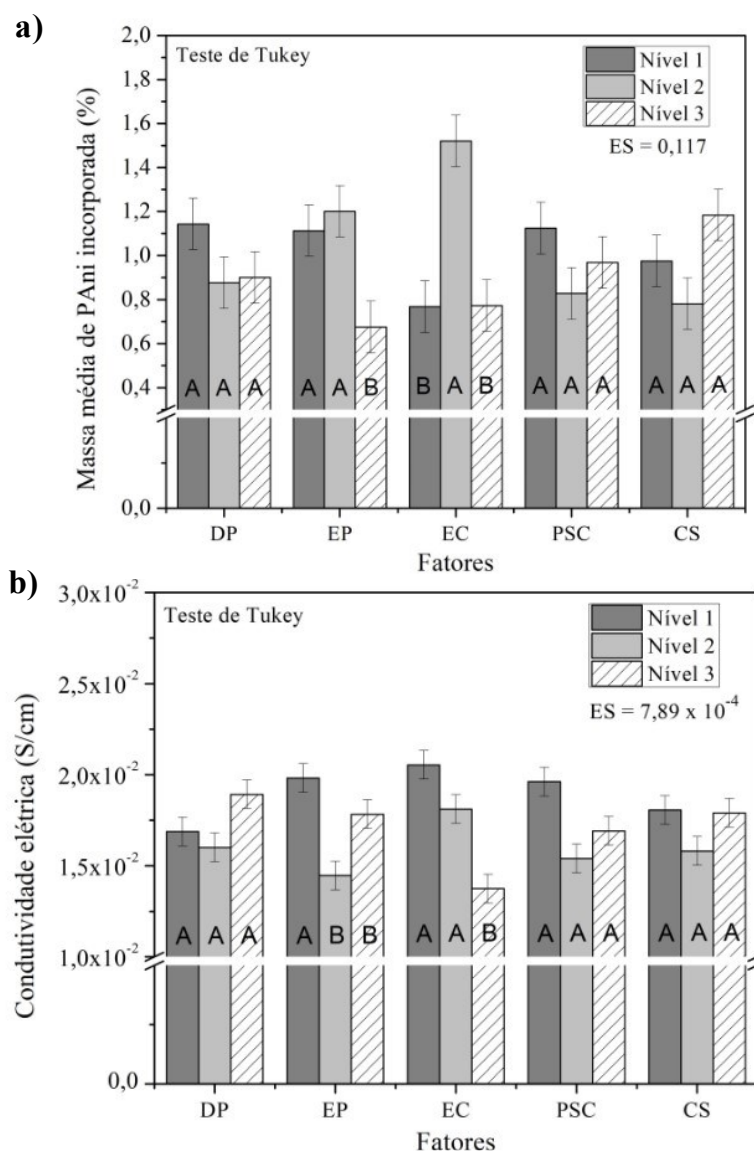 a)
Teste de Tukey
Nível 1
Nível 2
Nível 3
ES = 0,117
Massa média de PAni incorporada (%)
2,0
1,8
1,6
1,4
1,2
1,0
0,8
0,6
0,4
0,0
A A A A A B B A B A A A A A A
DP EP EC PSC CS
Fatores
b)
Teste de Tukey
Nível 1
Nível 2
Nível 3
ES = 7,89 x 10-4
Condutividade elétrica (S/cm)
3,0x10-2
2,5x10-2
2,0x10-2
1,5x10-2
1,0x10-2
0,0
A A A A B B A A B A A A A A A
DP EP EC PSC CS
Fatores